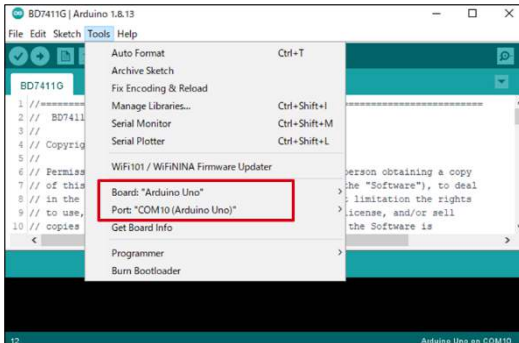 BD7411G | Arduino 1.8.13
File Edit Sketch Tools Help
Auto Format Ctrl+T
Archive Sketch
BD7411G
Fix Encoding & Reload
Manage Libraries... Ctrl+Shift+I
Serial Monitor Ctrl+Shift+M
Serial Plotter Ctrl+Shift+L
WiFi101 / WiFiNINA Firmware Updater
Board: "Arduino Uno"
Port: "COM10 (Arduino Uno)"
Get Board Info
Programmer
Burn Bootloader
1 //=======
2 // BD7411
3 //
4 // Copyrig
5 //
6 // Permiss erson obtaining a copy
7 // of this he "Software"), to deal
8 // in the limitation the rights
9 // to use, icense, and/or sell
10 // copies the Software is
12 Arduino Uno on COM10